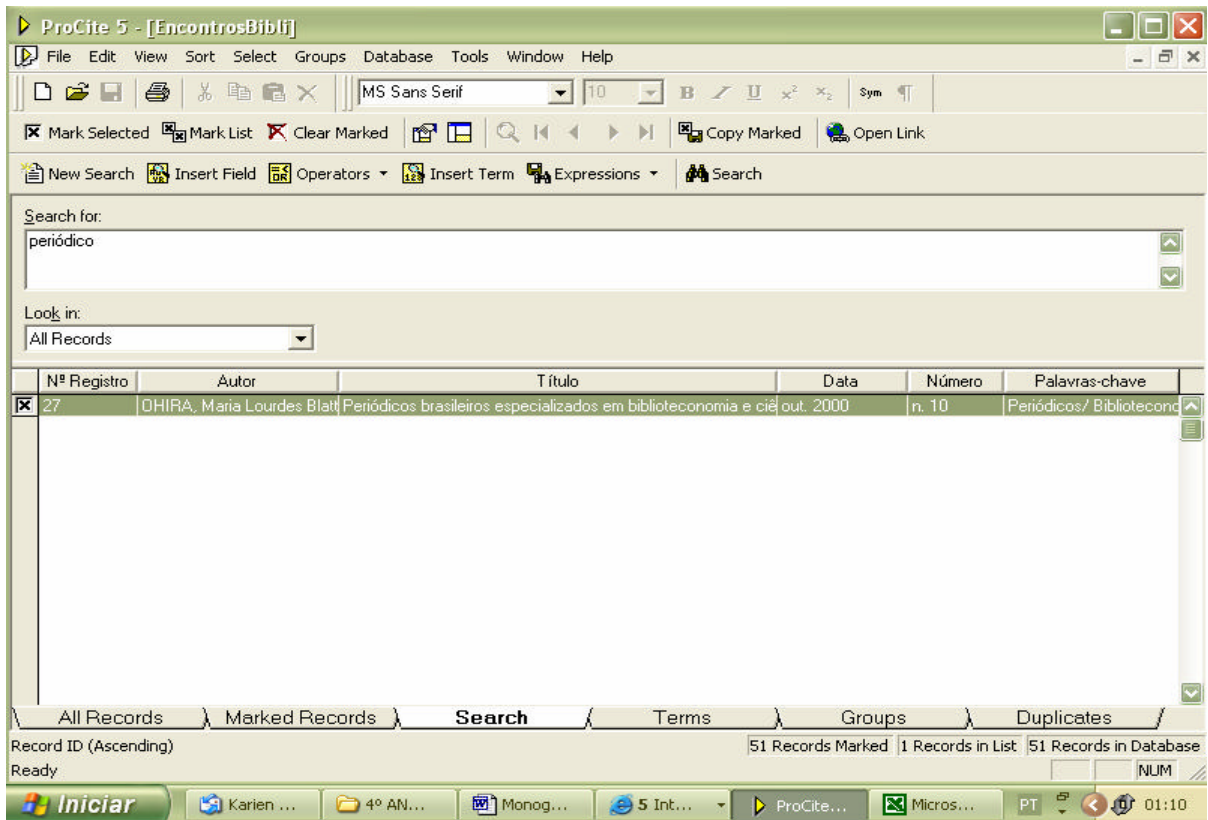 ProCite 5 - [EncontrosBibli]
File Edit View Sort Select Groups Database Tools Window Help
MS Sans Serif 10 B I U x² x₂ Sym ¶
Mark Selected Mark List Clear Marked Copy Marked Open Link
New Search Insert Field Operators Insert Term Expressions Search
Search for:
periódico
Look in:
All Records
Nº Registro Autor Título Data Número Palavras-chave
27 OHIRA, Maria Lourdes Blatt Periódicos brasileiros especializados em biblioteconomia e ciê out. 2000 n. 10 Periódicos/ Bibliotecono
All Records Marked Records Search Terms Groups Duplicates
Record ID (Ascending) 51 Records Marked 1 Records in List 51 Records in Database
Ready NUM
Iniciar Karien ... 4º AN... Monog... 5 Int... ProCite... Micros... PT 01:10